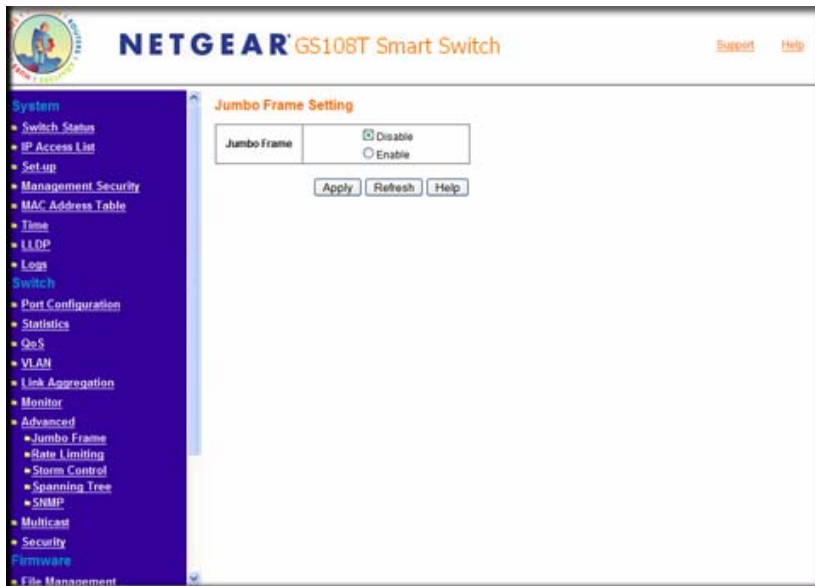 NETGEAR GS108T Smart Switch
Support Help
System
Switch Status
IP Access List
Set-up
Management Security
MAC Address Table
Time
LLDP
Logs
Switch
Port Configuration
Statistics
QoS
VLAN
Link Aggregation
Monitor
Advanced
Jumbo Frame
Rate Limiting
Storm Control
Spanning Tree
SNMP
Multicast
Security
Firmware
File Management
Jumbo Frame Setting
Jumbo Frame
Disable
Enable
Apply Refresh Help